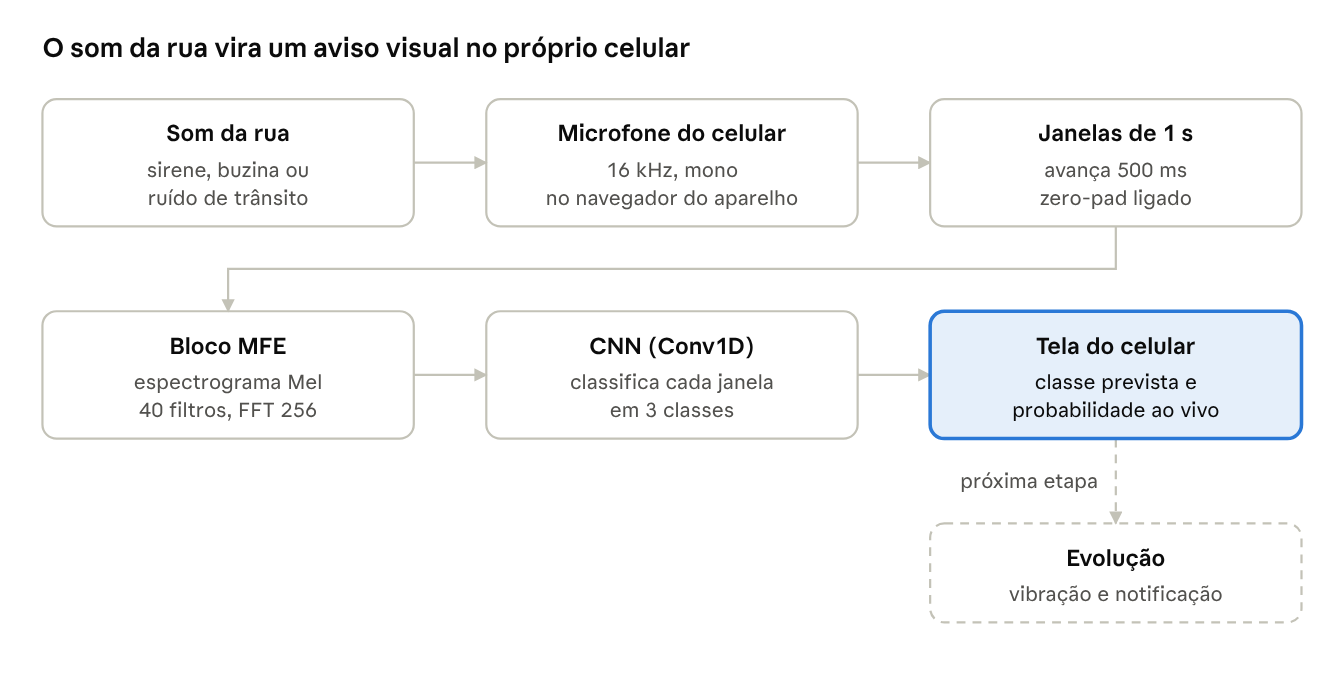 O som da rua vira um aviso visual no próprio celular
Som da rua
sirene, buzina ou
ruído de trânsito
Microfone do celular
16 kHz, mono
no navegador do aparelho
Janelas de 1 s
avança 500 ms
zero-pad ligado
Bloco MFE
espectrograma Mel
40 filtros, FFT 256
CNN (Conv1D)
classifica cada janela
em 3 classes
Tela do celular
classe prevista e
probabilidade ao vivo
próxima etapa
Evolução
vibração e notificação